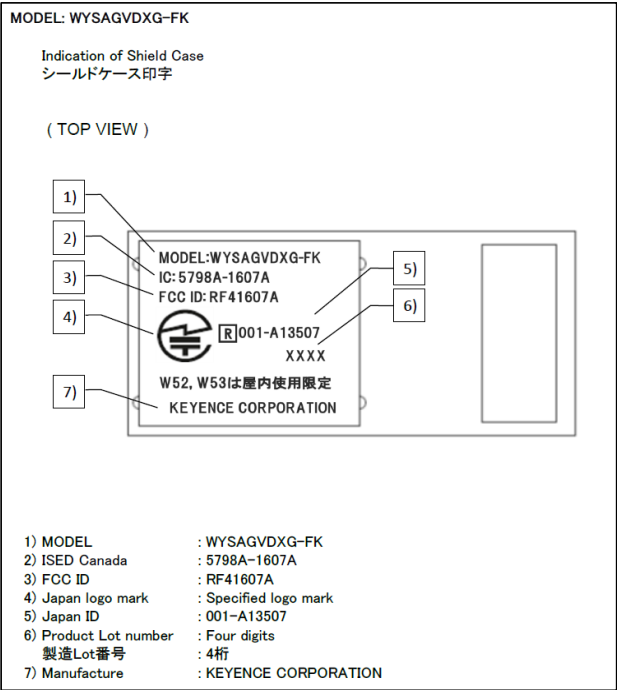 MODEL: WYSAGVDXG-FK
Indication of Shield Case
シールドケース印字
( TOP VIEW )
1)
2)
3)
4)
5)
6)
7)
MODEL:WYSAGVDXG-FK
IC: 5798A-1607A
FCC ID: RF41607A
R 001-A13507
XXXX
W52, W53は屋内使用限定
KEYENCE CORPORATION
1) MODEL : WYSAGVDXG-FK
2) ISED Canada : 5798A-1607A
3) FCC ID : RF41607A
4) Japan logo mark : Specified logo mark
5) Japan ID : 001-A13507
6) Product Lot number : Four digits
製造Lot番号 : 4桁
7) Manufacture : KEYENCE CORPORATION